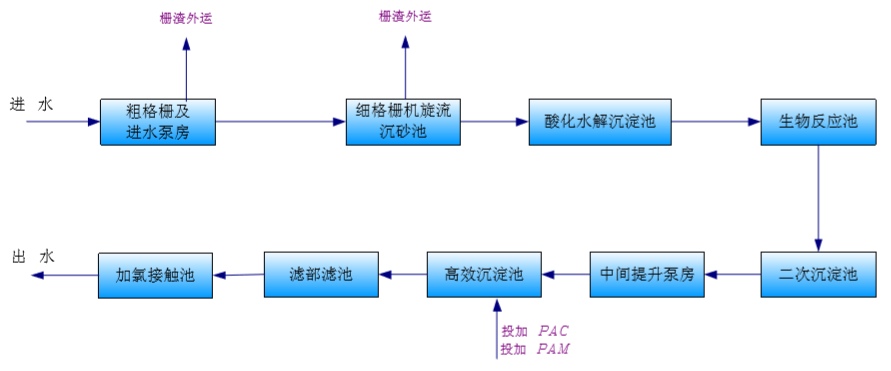 栅渣外运
栅渣外运
进 水
粗格栅及
进水泵房
细格栅机旋流
沉砂池
酸化水解沉淀池
生物反应池
出 水
加氯接触池
滤部滤池
高效沉淀池
中间提升泵房
二次沉淀池
投加 PAC
投加 PAM